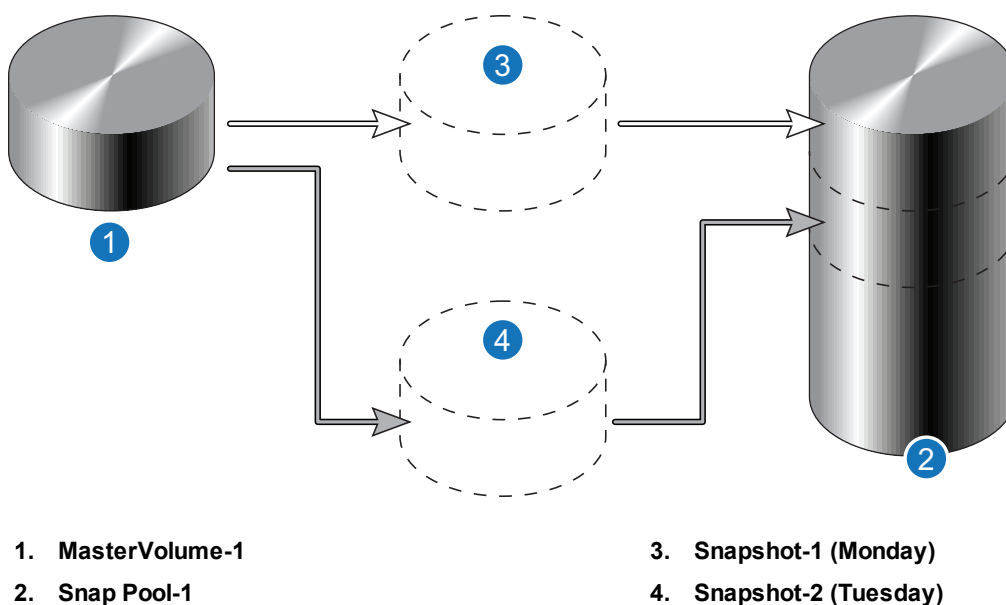 3
4
1
2
1. MasterVolume-1
2. Snap Pool-1
3. Snapshot-1 (Monday)
4. Snapshot-2 (Tuesday)